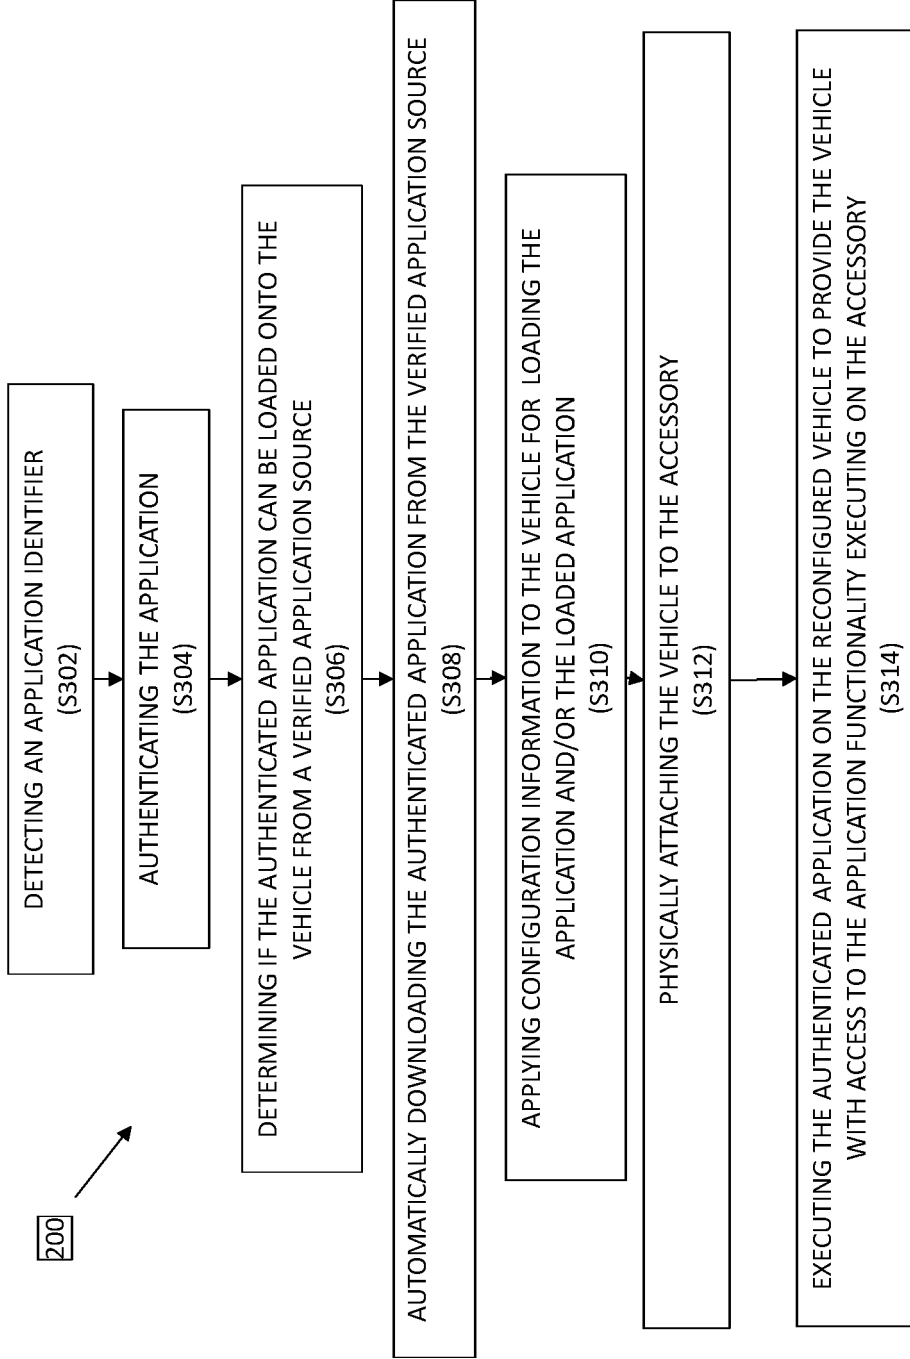 200
DETECTING AN APPLICATION IDENTIFIER
(S302)
AUTHENTICATING THE APPLICATION
(S304)
DETERMINING IF THE AUTHENTICATED APPLICATION CAN BE LOADED ONTO THE
VEHICLE FROM A VERIFIED APPLICATION SOURCE
(S306)
AUTOMATICALLY DOWNLOADING THE AUTHENTICATED APPLICATION FROM THE VERIFIED APPLICATION SOURCE
(S308)
APPLYING CONFIGURATION INFORMATION TO THE VEHICLE FOR LOADING THE
APPLICATION AND/OR THE LOADED APPLICATION
(S310)
PHYSICALLY ATTACHING THE VEHICLE TO THE ACCESSORY
(S312)
EXECUTING THE AUTHENTICATED APPLICATION ON THE RECONFIGURED VEHICLE TO PROVIDE THE VEHICLE
WITH ACCESS TO THE APPLICATION FUNCTIONALITY EXECUTING ON THE ACCESSORY
(S314)